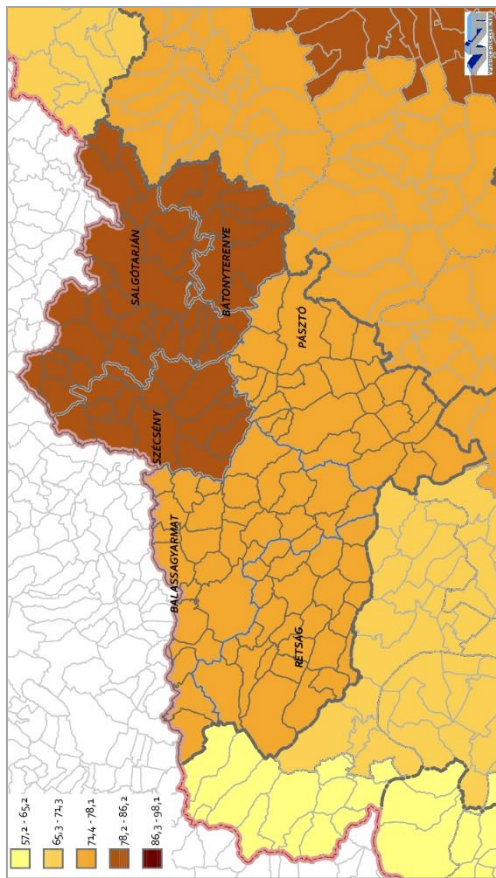 57,2 - 65,2
65,3 - 71,3
71,4 - 78,1
78,2 - 86,2
86,3 - 98,1
SALGÓTARJÁN
BÁTONYTERENYE
SZÉCSÉNY
PÁSZTÓ
BALASSAGYARMAT
RÉTSÁG